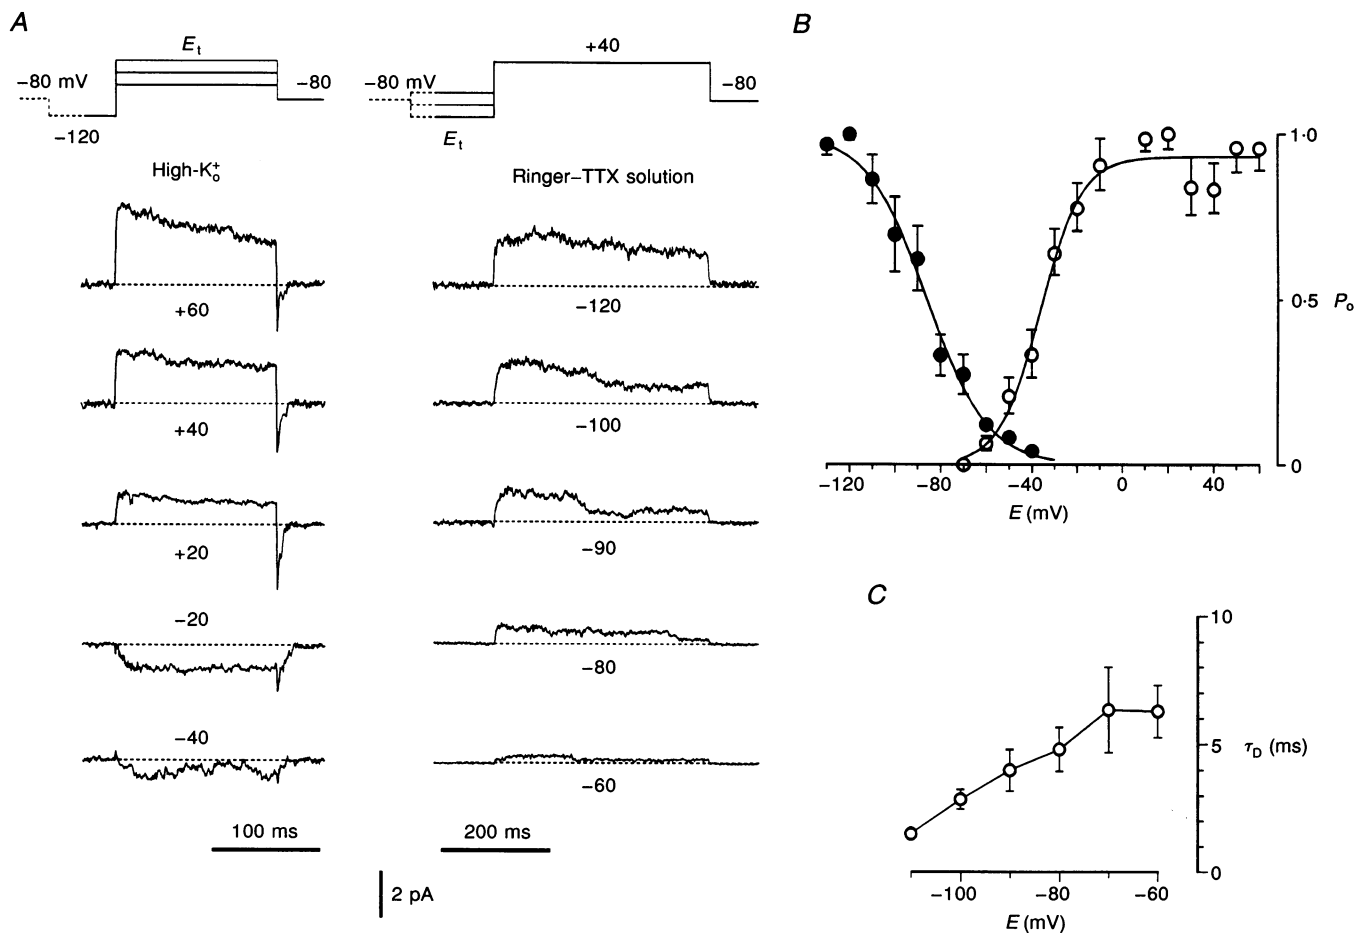 A
E_t
−80 mV
−80
−120
High-K_o^+
+60
+40
+20
−20
−40
100 ms
+40
−80 mV
−80
E_t
Ringer–TTX solution
−120
−100
−90
−80
−60
200 ms
2 pA
B
1·0
0·5
P_o
0
−120
−80
−40
0
40
E (mV)
C
10
5
τ_D (ms)
0
−100
−80
−60
E (mV)